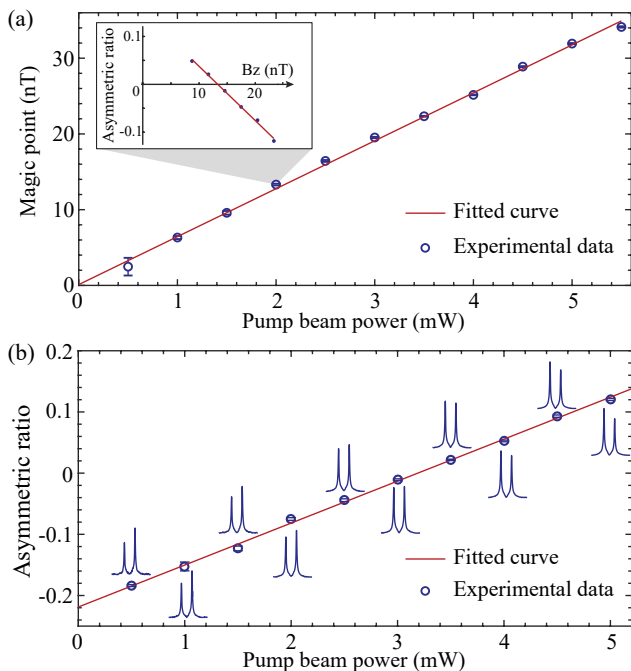 (a)
Magic point (nT)
30
20
10
0
Asymmetric ratio
0
-0.1
Bz (nT)
10
20
Fitted curve
Experimental data
0
1
2
3
4
5
Pump beam power (mW)
(b)
Asymmetric ratio
0.2
0.1
0
-0.1
-0.2
Fitted curve
Experimental data
0
1
2
3
4
5
Pump beam power (mW)